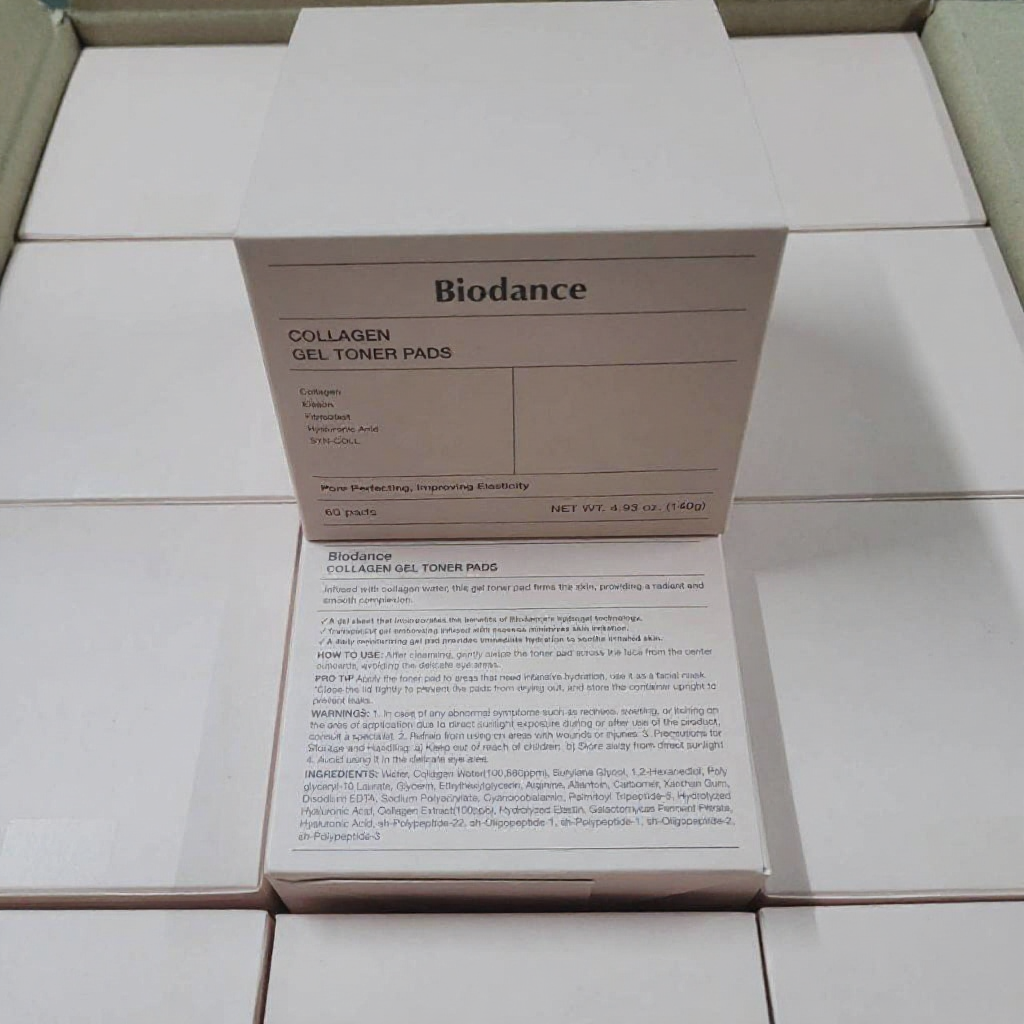 Biodance
COLLAGEN
GEL TONER PADS
Collagen
Hyaluronic Acid
SYN-COLL
Pore Perfecting, Improving Elasticity
60 pads
NET WT. 4.93 oz. (140g)
Biodance
COLLAGEN GEL TONER PADS
Infused with collagen water, this gel toner pad firms the skin, providing a radiant and
smooth complexion.
✓ A gel sheet that incorporates the benefits of Biodance's hydrogel technology.
✓ Transparent gel embossing infused with essence minimizes skin irritation.
✓ A daily moisturizing gel pad provides immediate hydration to soothe irritated skin.
HOW TO USE: After cleansing, gently swipe the toner pad across the face from the center
outwards, avoiding the delicate eye areas.
PRO TIP Apply the toner pad to areas that need intensive hydration, use it as a facial mask.
*Close the lid tightly to prevent the pads from drying out, and store the container upright to
prevent leaks.
WARNINGS: 1. In case of any abnormal symptoms such as redness, swelling, or itching on
the area of application due to direct sunlight exposure during or after use of the product,
consult a specialist. 2. Refrain from using on areas with wounds or injuries. 3. Precautions for
Storage and Handling: a) Keep out of reach of children. b) Store away from direct sunlight
4. Avoid using it in the delicate eye area.
INGREDIENTS: Water, Collagen Water(100,660ppm), Butylene Glycol, 1,2-Hexanediol, Poly
glyceryl-10 Laurate, Glycerin, Ethylhexylglycerin, Arginine, Allantoin, Carbomer, Xanthan Gum,
Disodium EDTA, Sodium Polyacrylate, Cyanocobalamin, Palmitoyl Tripeptide-5, Hydrolyzed
Hyaluronic Acid, Collagen Extract(100ppb), Hydrolyzed Elastin, Galactomyces Ferment Filtrate,
Hyaluronic Acid, sh-Polypeptide-22, sh-Oligopeptide-1, sh-Polypeptide-1, sh-Oligopeptide-2,
sh-Polypeptide-3